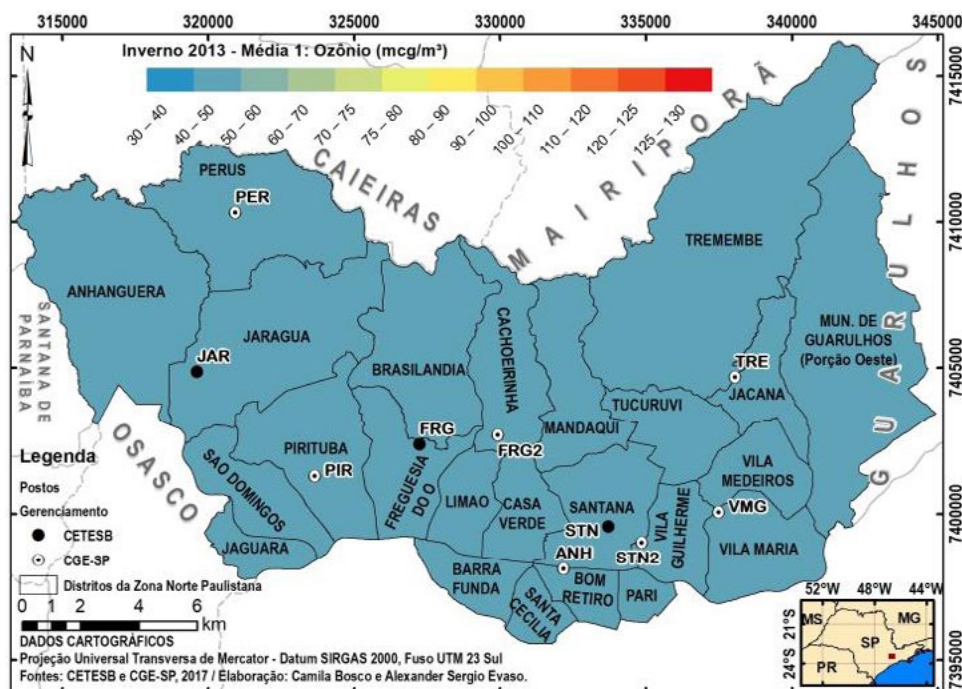 315000 320000 325000 330000 335000 340000 345000
Inverno 2013 - Média 1: Ozônio (mcg/m³)
30 – 40
40 – 50
50 – 60
60 – 70
70 – 75
75 – 80
80 – 90
90 – 100
100 – 110
110 – 120
120 – 125
125 – 130
N
7415000
7410000
7405000
7400000
7395000
CAIEIRAS
MAIRIPORÃ
GUARULHOS
SANTANA DE
PARNAÍBA
OSASCO
PERUS
PER
ANHANGUERA
JARAGUA
JAR
BRASILANDIA
CACHOEIRINHA
TREMEMBE
MUN. DE
GUARULHOS
(Porção Oeste)
TRE
JACANA
TUCURUVI
MANDAQUI
PIRITUBA
PIR
FRG
FRG2
FREGUESIA
DO O
SAO DOMINGOS
JAGUARA
LIMAO
CASA
VERDE
SANTANA
STN
STN2
VILA
GUILHERME
VILA
MEDEIROS
VMG
VILA MARIA
ANH
BARRA
FUNDA
BOM
RETIRO
PARI
SANTA
CECILIA
Legenda
Postos
Gerenciamento
CETESB
CGE-SP
Distritos da Zona Norte Paulistana
0 1 2 4 6
km
DADOS CARTOGRÁFICOS
Projeção Universal Transversa de Mercator - Datum SIRGAS 2000, Fuso UTM 23 Sul
Fontes: CETESB e CGE-SP, 2017 / Elaboração: Camila Bosco e Alexander Sergio Evaso.
52°W 48°W 44°W
21°S
24°S
MS
MG
SP
PR